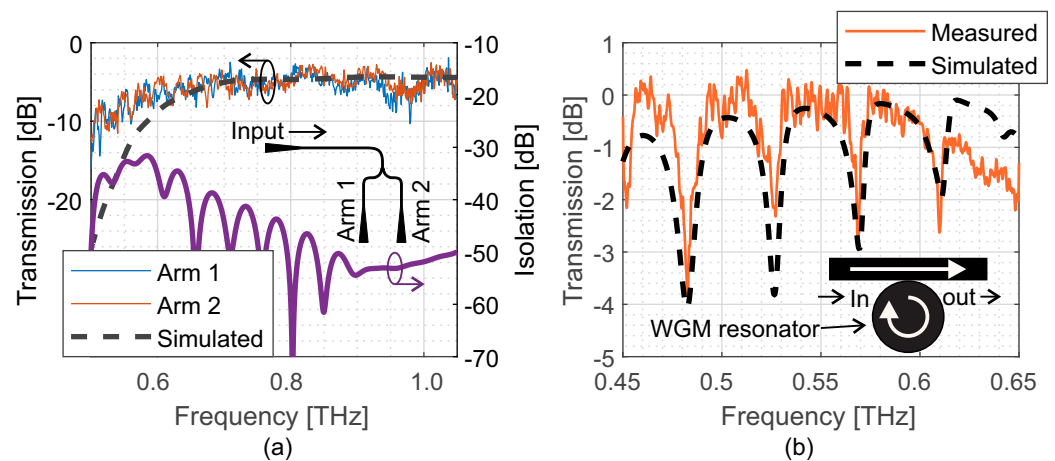 0
-10
-20
Transmission [dB]
-10
-20
-30
-40
-50
-60
-70
Isolation [dB]
Input
Arm 1
Arm 2
Arm 1
Arm 2
Simulated
0.6
0.8
1.0
Frequency [THz]
(a)
1
0
-1
-2
-3
-4
-5
Transmission [dB]
Measured
Simulated
In
out
WGM resonator
0.45
0.5
0.55
0.6
0.65
Frequency [THz]
(b)